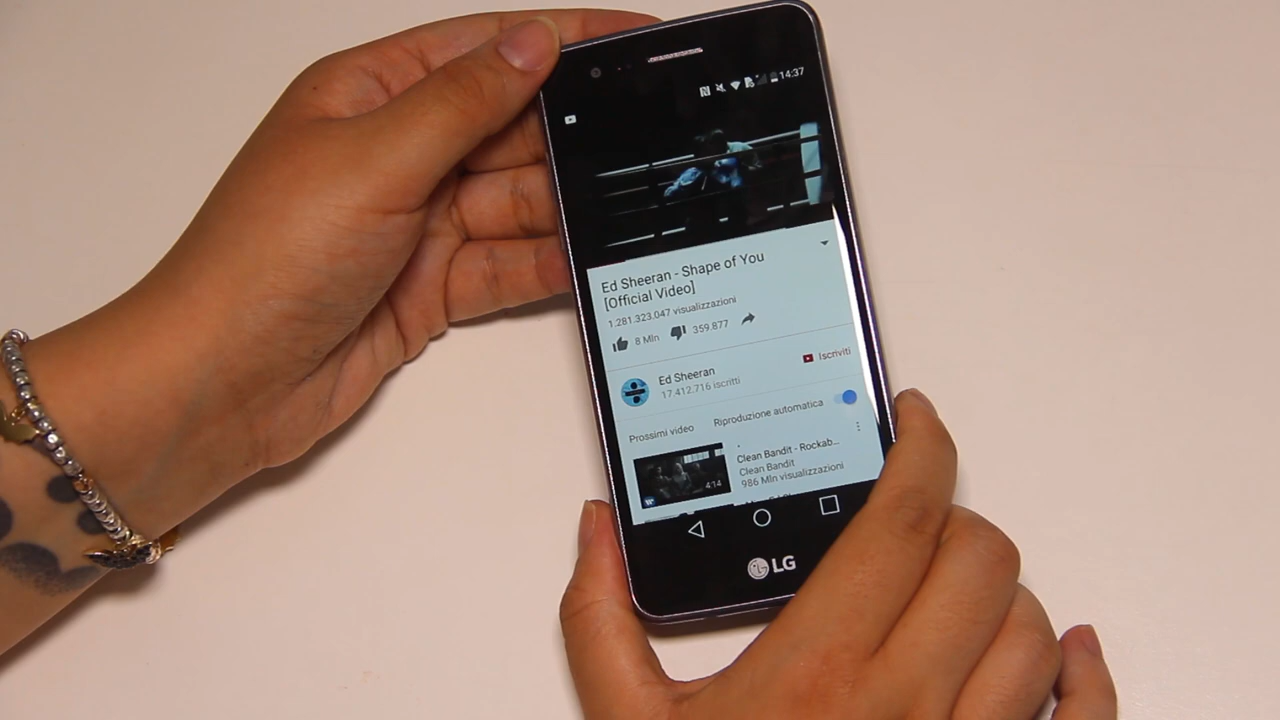 14:37
Ed Sheeran - Shape of You
[Official Video]
1.281.323.047 visualizzazioni
8 Mln 359.877
Ed Sheeran
Iscriviti
17.412.716 iscritti
Prossimi video Riproduzione automatica
Clean Bandit - Rockab...
Clean Bandit
986 Mln visualizzazioni
4:14
LG